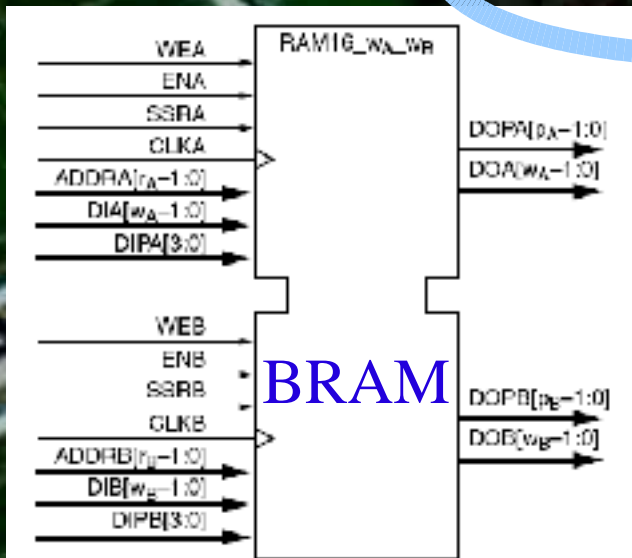 RAM16_wA_wB
WEA
ENA
SSRA
CLKA
ADDRA[rA–1:0]
DIA[wA–1:0]
DIPA[3:0]
DOPA[pA–1:0]
DOA[wA–1:0]
WEB
ENB
SSRB
CLKB
ADDRB[rB–1:0]
DIB[wB–1:0]
DIPB[3:0]
BRAM
DOPB[pB–1:0]
DOB[wB–1:0]